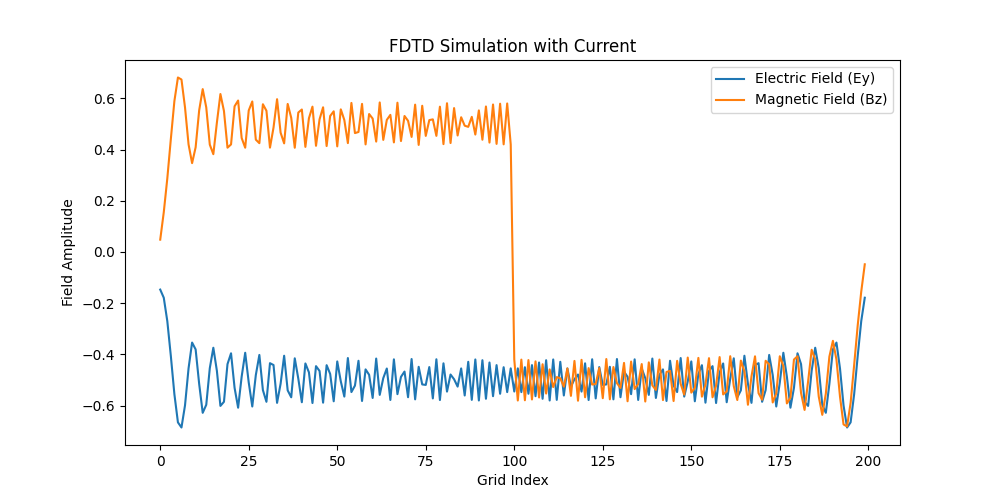 FDTD Simulation with Current
Electric Field (Ey)
Magnetic Field (Bz)
Field Amplitude
0.6
0.4
0.2
0.0
−0.2
−0.4
−0.6
0 25 50 75 100 125 150 175 200
Grid Index